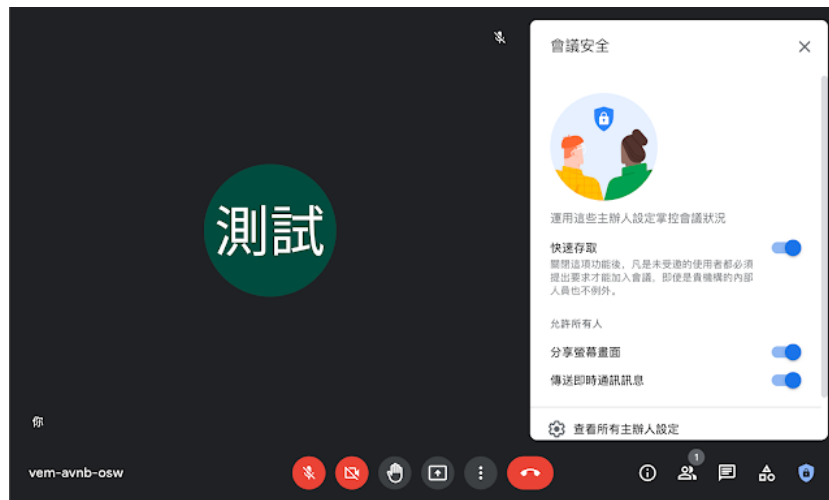 會議安全
測試
運用這些主辦人設定掌控會議狀況
快速存取
關閉這項功能後，凡是未受邀的使用者都必須
提出要求才能加入會議，即使是貴機構的內部
人員也不例外。
允許所有人
分享螢幕畫面
傳送即時通訊訊息
你
查看所有主辦人設定
vem-avnb-osw
1